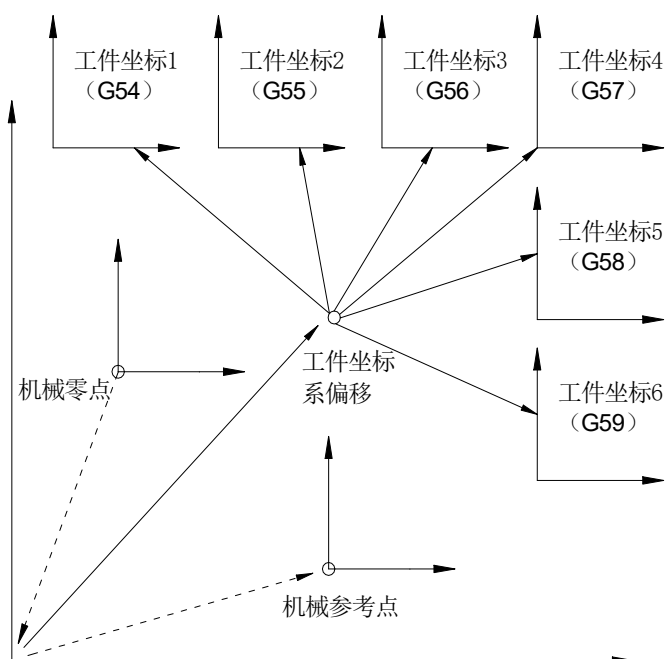 工件坐标1
（G54）
工件坐标2
（G55）
工件坐标3
（G56）
工件坐标4
（G57）
工件坐标5
（G58）
工件坐标
系偏移
机械零点
工件坐标6
（G59）
机械参考点